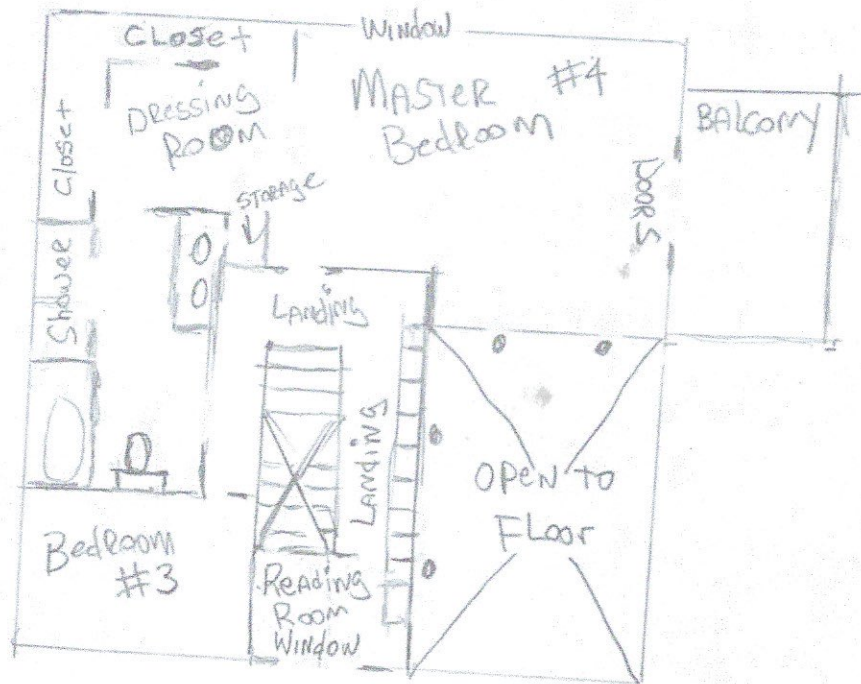 CLOSET
WINDOW
MASTER
Bedroom
#4
BALCONY
DRESSING
ROOM
Closet
STORAGE
DOORS
Shower
LANDING
LANDING
OPEN TO
FLOOR
Bedroom
#3
READING
ROOM
WINDOW